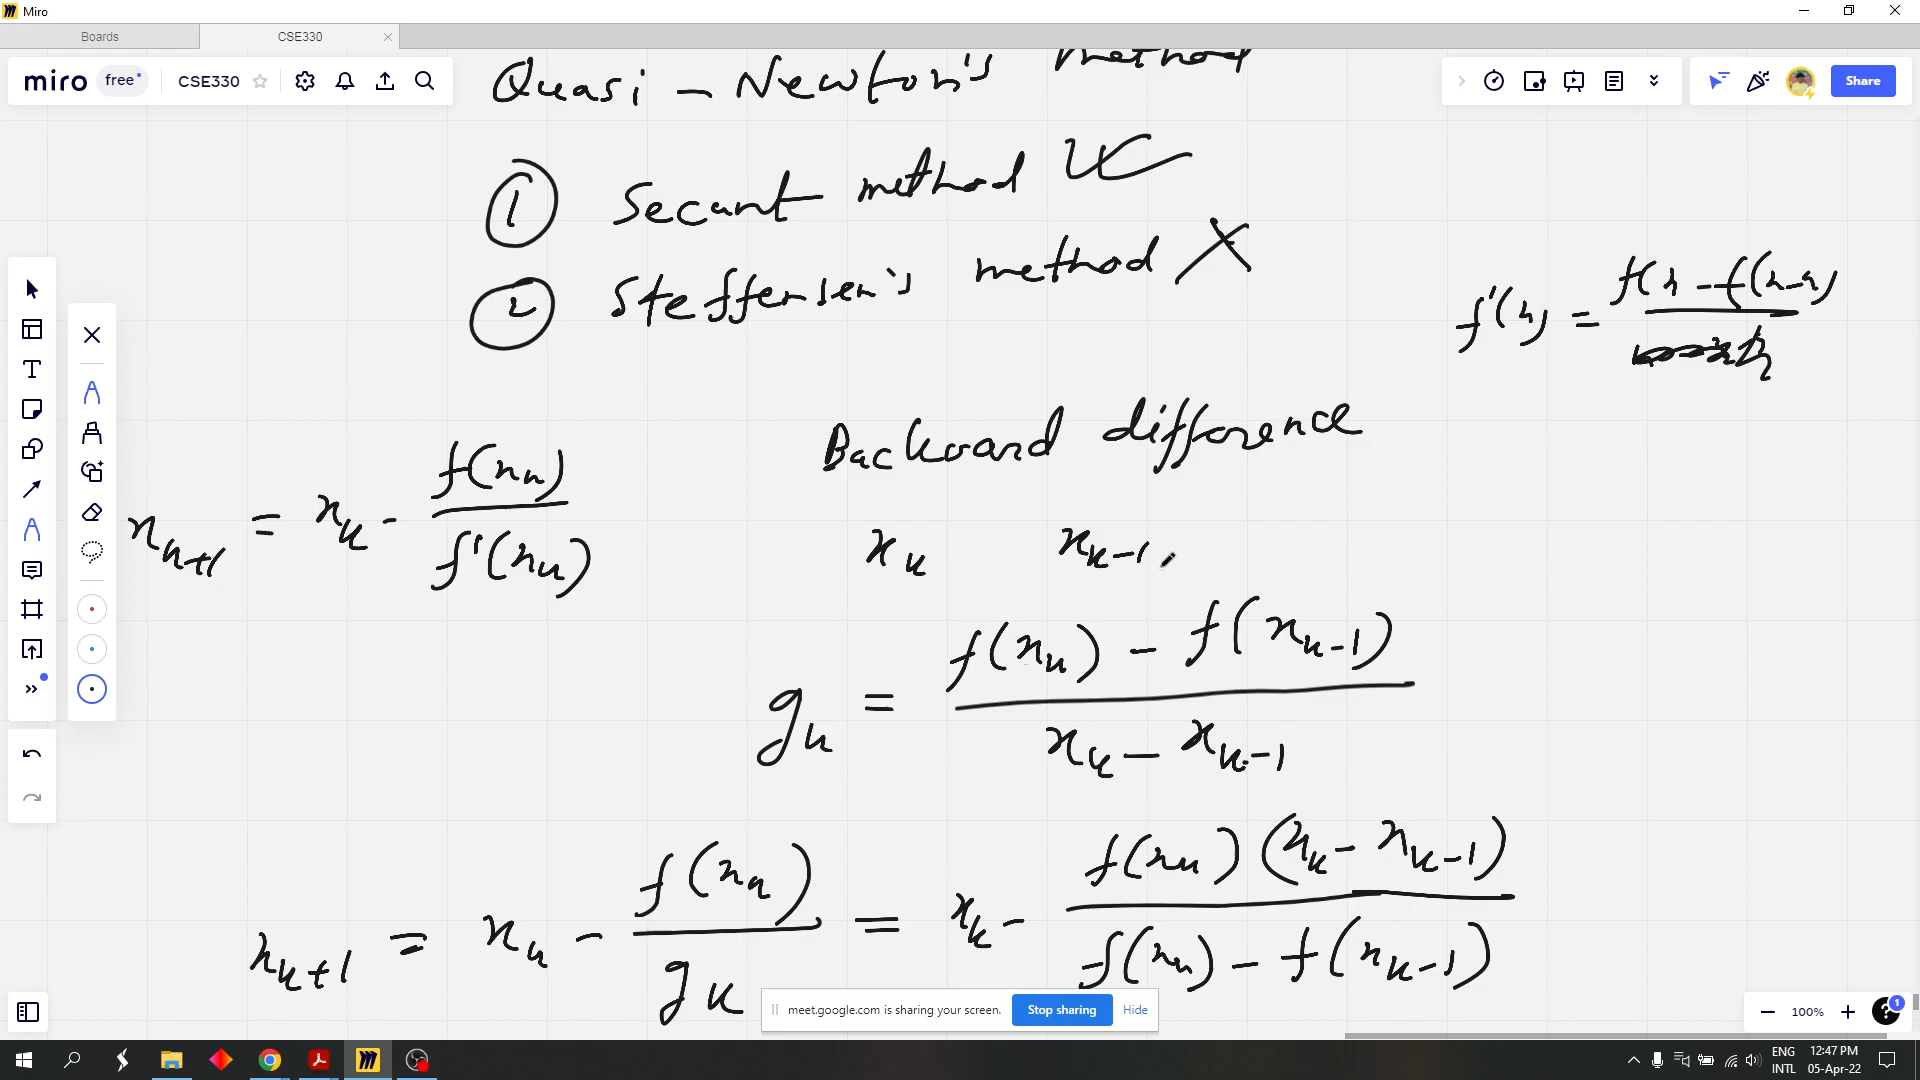 Miro
Boards
CSE330
miro free
CSE330
Share
Quasi - Newton's method
1 Secant method
2 Steffensen's method
f'(x) = f(x - f(x-h) / h
Backward difference
x_{k+1} = x_k - f(x_k) / f'(x_k)
x_k x_{k-1}
g_k = f(x_k) - f(x_{k-1}) / x_k - x_{k-1}
x_{k+1} = x_k - f(x_k) / g_k = x_k - f(x_k)(x_k - x_{k-1}) / f(x_k) - f(x_{k-1})
meet.google.com is sharing your screen.
Stop sharing
Hide
100%
1
ENG
INTL
12:47 PM
05-Apr-22